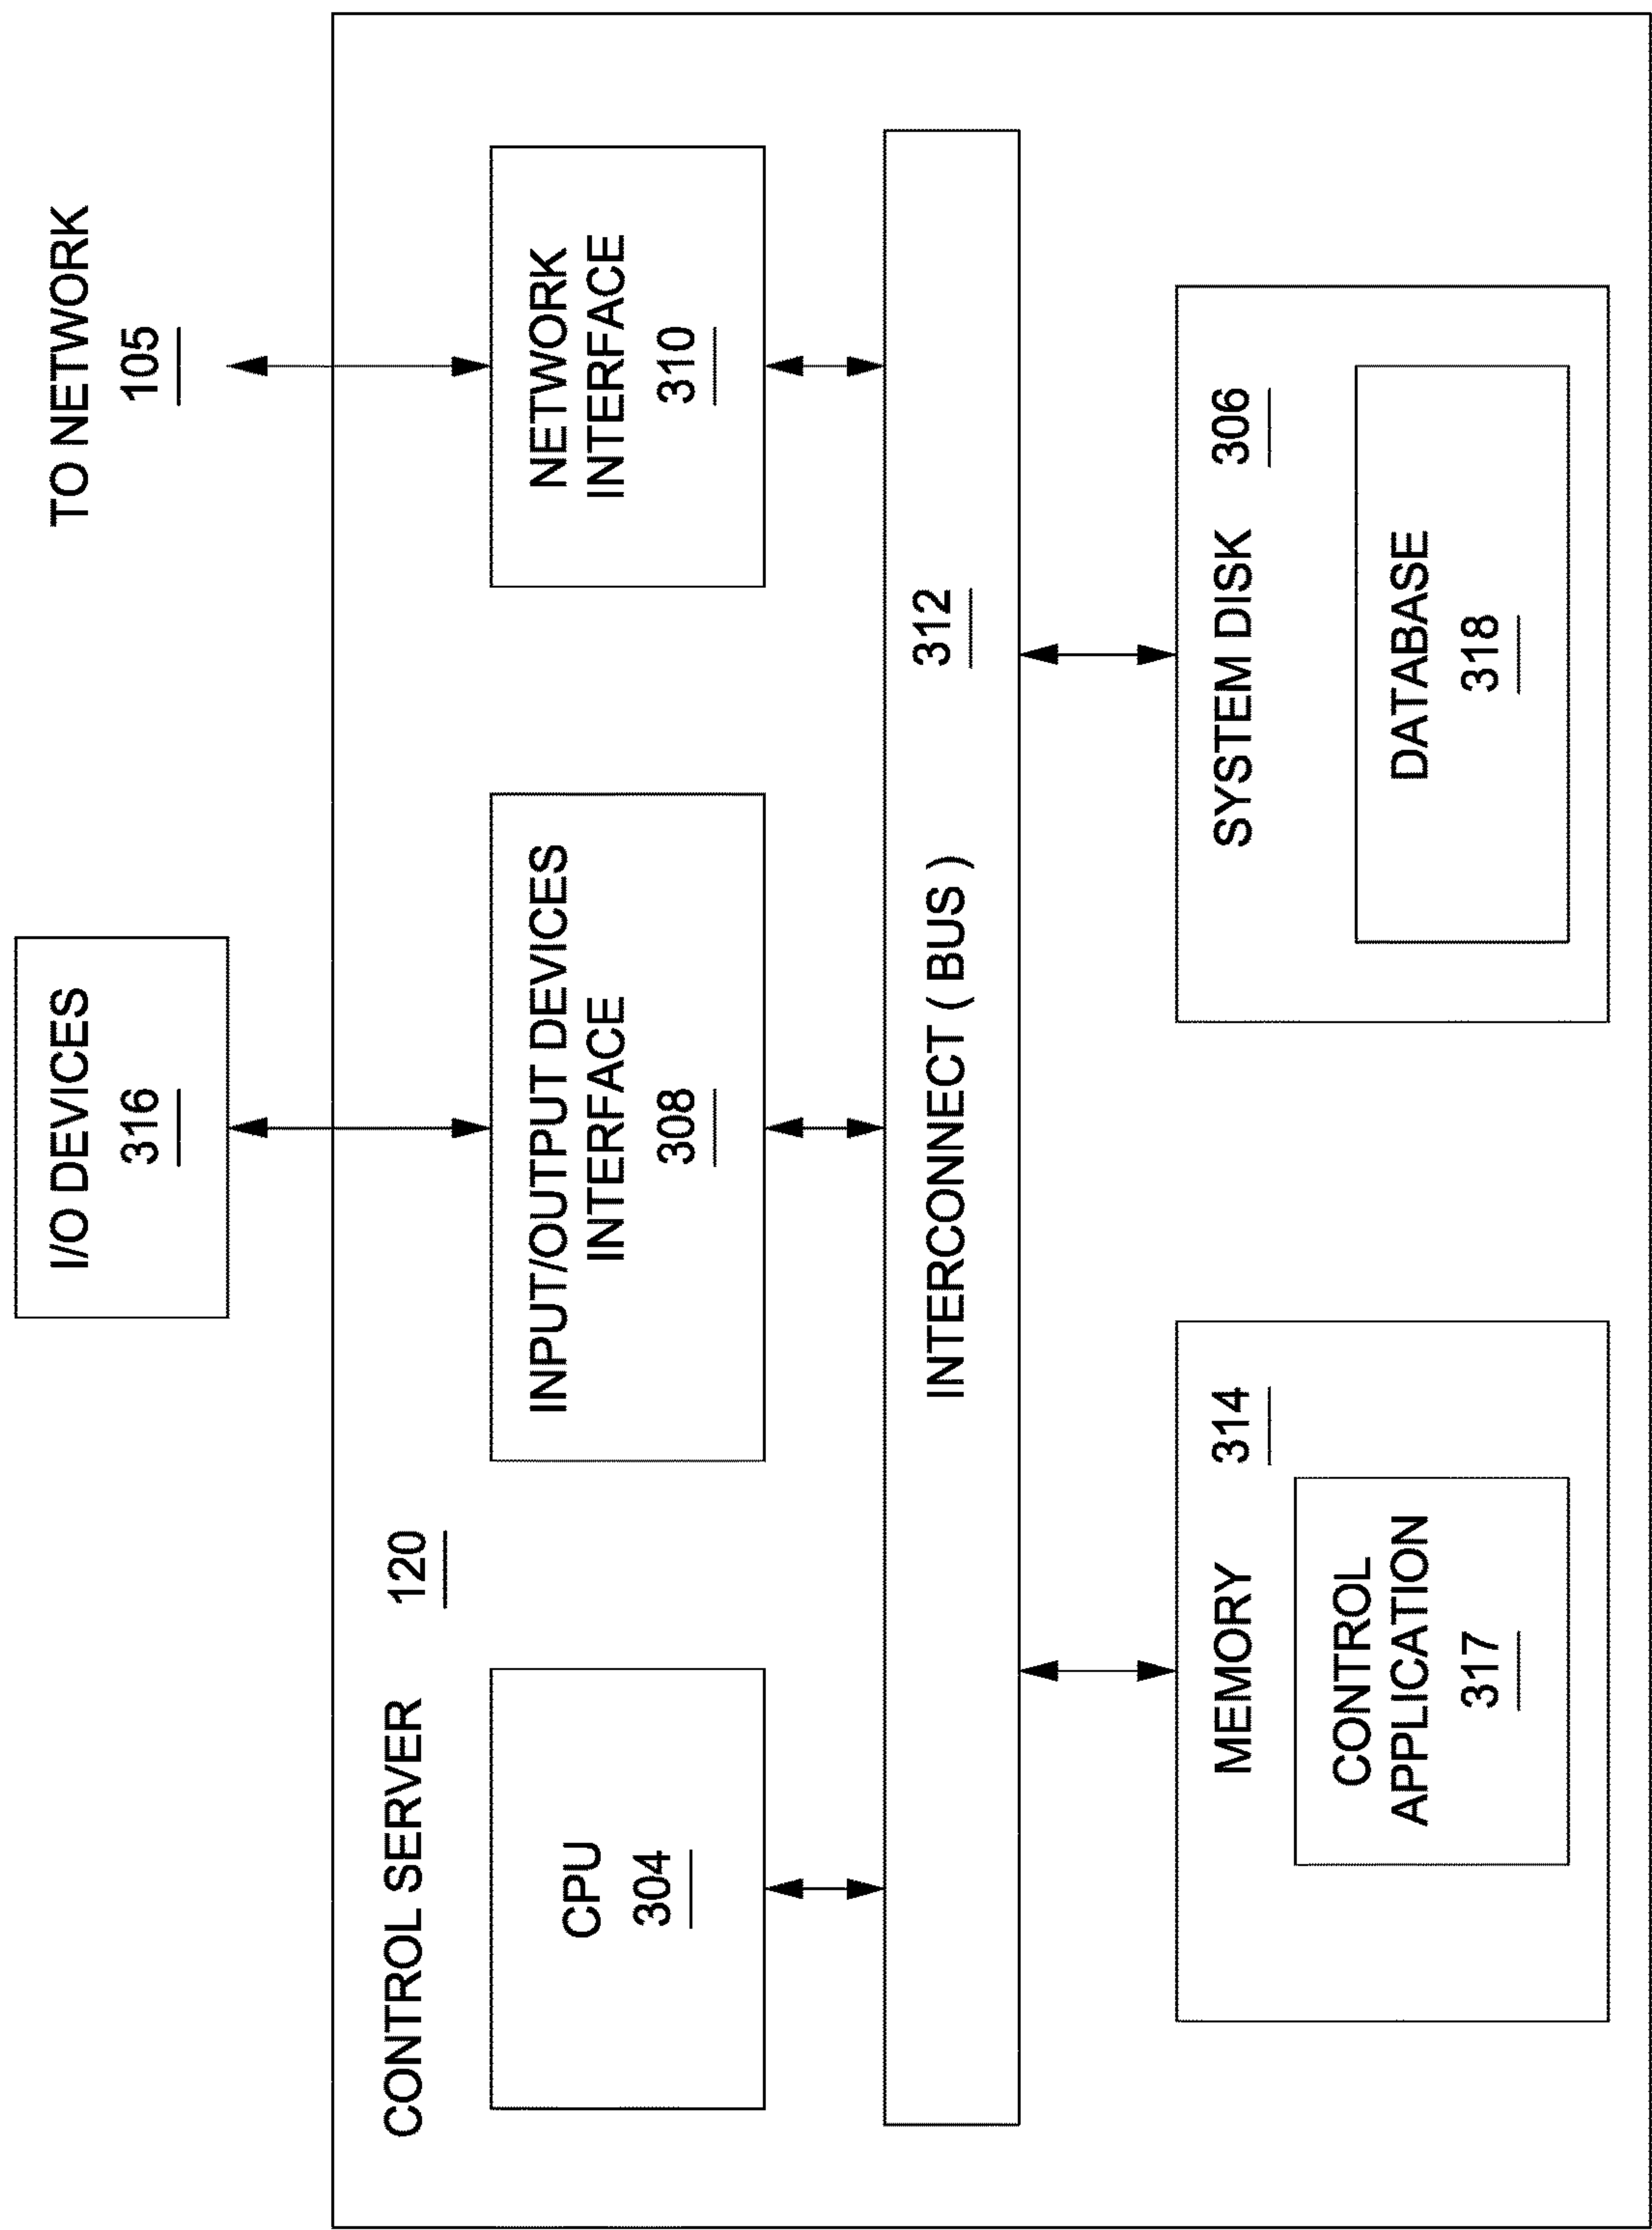 I/O DEVICES
316
TO NETWORK
105
CONTROL SERVER 120
CPU
304
INPUT/OUTPUT DEVICES
INTERFACE
308
NETWORK
INTERFACE
310
INTERCONNECT ( BUS ) 312
MEMORY 314
CONTROL
APPLICATION
317
SYSTEM DISK 306
DATABASE
318